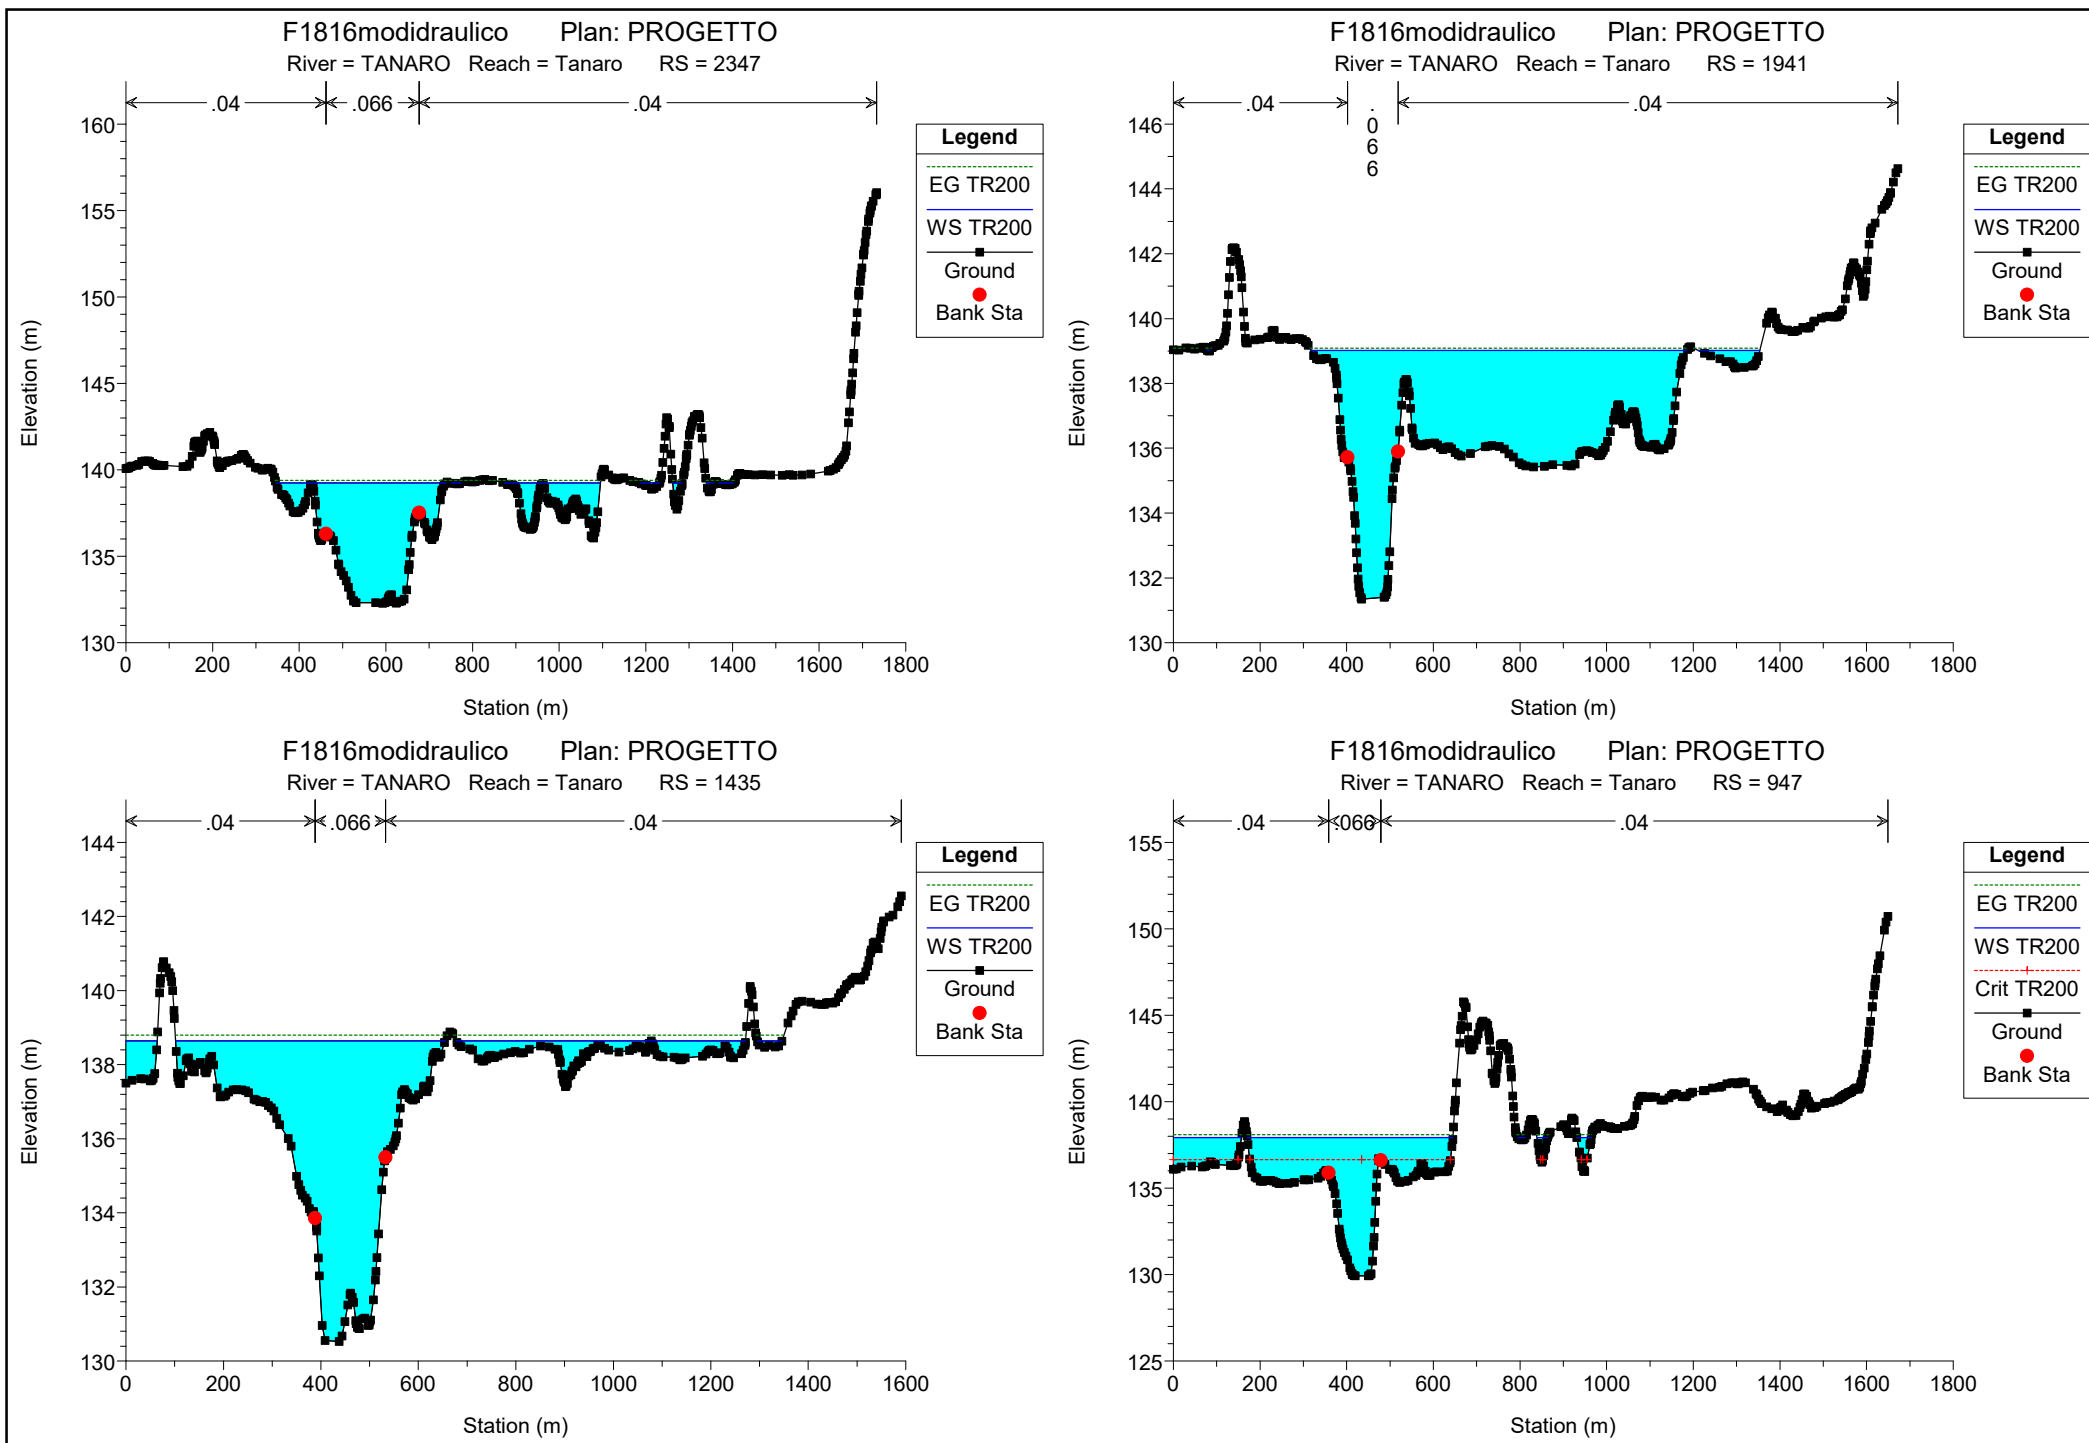 F1816modidraulico Plan: PROGETTO
River = TANARO Reach = Tanaro RS = 2347
.04 .066 .04
160
155
150
145
140
135
130
Elevation (m)
0 200 400 600 800 1000 1200 1400 1600 1800
Station (m)
Legend
EG TR200
WS TR200
Ground
Bank Sta
F1816modidraulico Plan: PROGETTO
River = TANARO Reach = Tanaro RS = 1941
.04 .066 .04
146
144
142
140
138
136
134
132
130
Elevation (m)
0 200 400 600 800 1000 1200 1400 1600 1800
Station (m)
Legend
EG TR200
WS TR200
Ground
Bank Sta
F1816modidraulico Plan: PROGETTO
River = TANARO Reach = Tanaro RS = 1435
.04 .066 .04
144
142
140
138
136
134
132
130
Elevation (m)
0 200 400 600 800 1000 1200 1400 1600
Station (m)
Legend
EG TR200
WS TR200
Ground
Bank Sta
F1816modidraulico Plan: PROGETTO
River = TANARO Reach = Tanaro RS = 947
.04 .066 .04
155
150
145
140
135
130
125
Elevation (m)
0 200 400 600 800 1000 1200 1400 1600 1800
Station (m)
Legend
EG TR200
WS TR200
Crit TR200
Ground
Bank Sta